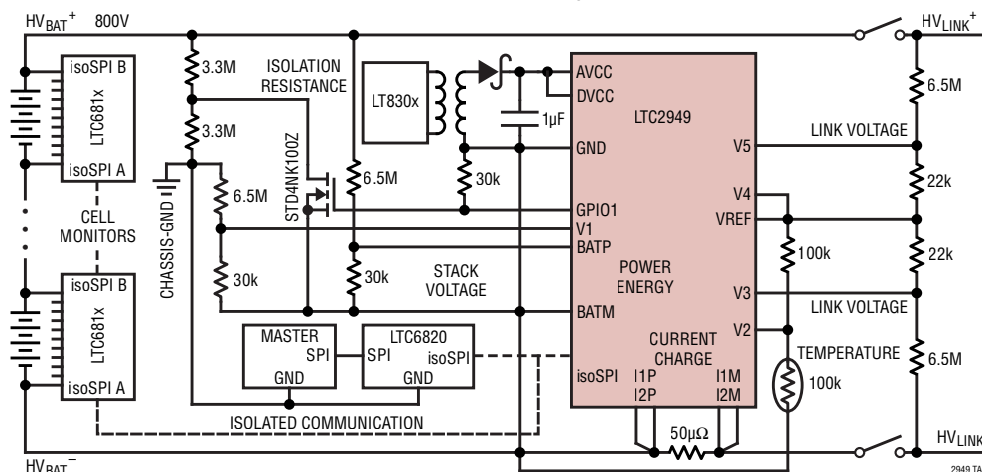 HVBAT+ 800V
HVLINK+
isoSPI B
LTC681x
isoSPI A
3.3M
3.3M
ISOLATION
RESISTANCE
LT830x
1µF
AVCC
DVCC
LTC2949
GND
V5
V4
VREF
GPIO1
V1
BATP
POWER
ENERGY
V3
BATM
V2
CURRENT
CHARGE
isoSPI
I1P
I2P
I1M
I2M
6.5M
LINK VOLTAGE
22k
22k
LINK VOLTAGE
6.5M
100k
TEMPERATURE
100k
30k
STD4NK100Z
6.5M
6.5M
30k
30k
STACK
VOLTAGE
CHASSIS-GND
CELL
MONITORS
isoSPI B
LTC681x
isoSPI A
MASTER
SPI
GND
LTC6820
SPI
isoSPI
GND
ISOLATED COMMUNICATION
50µΩ
HVBAT–
HVLINK
2949 TA